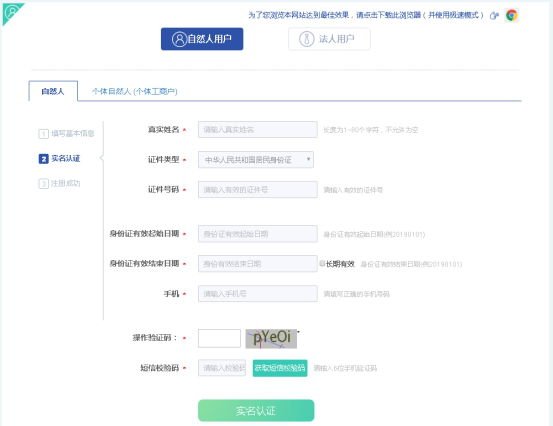 为了您浏览本网站达到最佳效果，请点击下载此浏览器（并使用极速模式）
自然人用户
法人用户
自然人
个体自然人 (个体工商户)
1 填写基本信息
2 实名认证
3 注册成功
真实姓名 • 请输入真实姓名 长度为1~80个字符，不允许为空
证件类型 • 中华人民共和国居民身份证
证件号码 • 请输入有效的证件号 请输入有效的证件号
身份证有效起始日期 • 身份证有效起始日期 身份证有效起始日期(例20190101)
身份证有效结束日期 • 身份有效结束日期 长期有效 身份证有效结束日期(例20190101)
手机 • 请输入手机号 请填写正确的手机号码
操作验证码： • pYeOi
短信校验码 • 请输入校验码 获取短信校验码 请输入6位手机验证码
实名认证